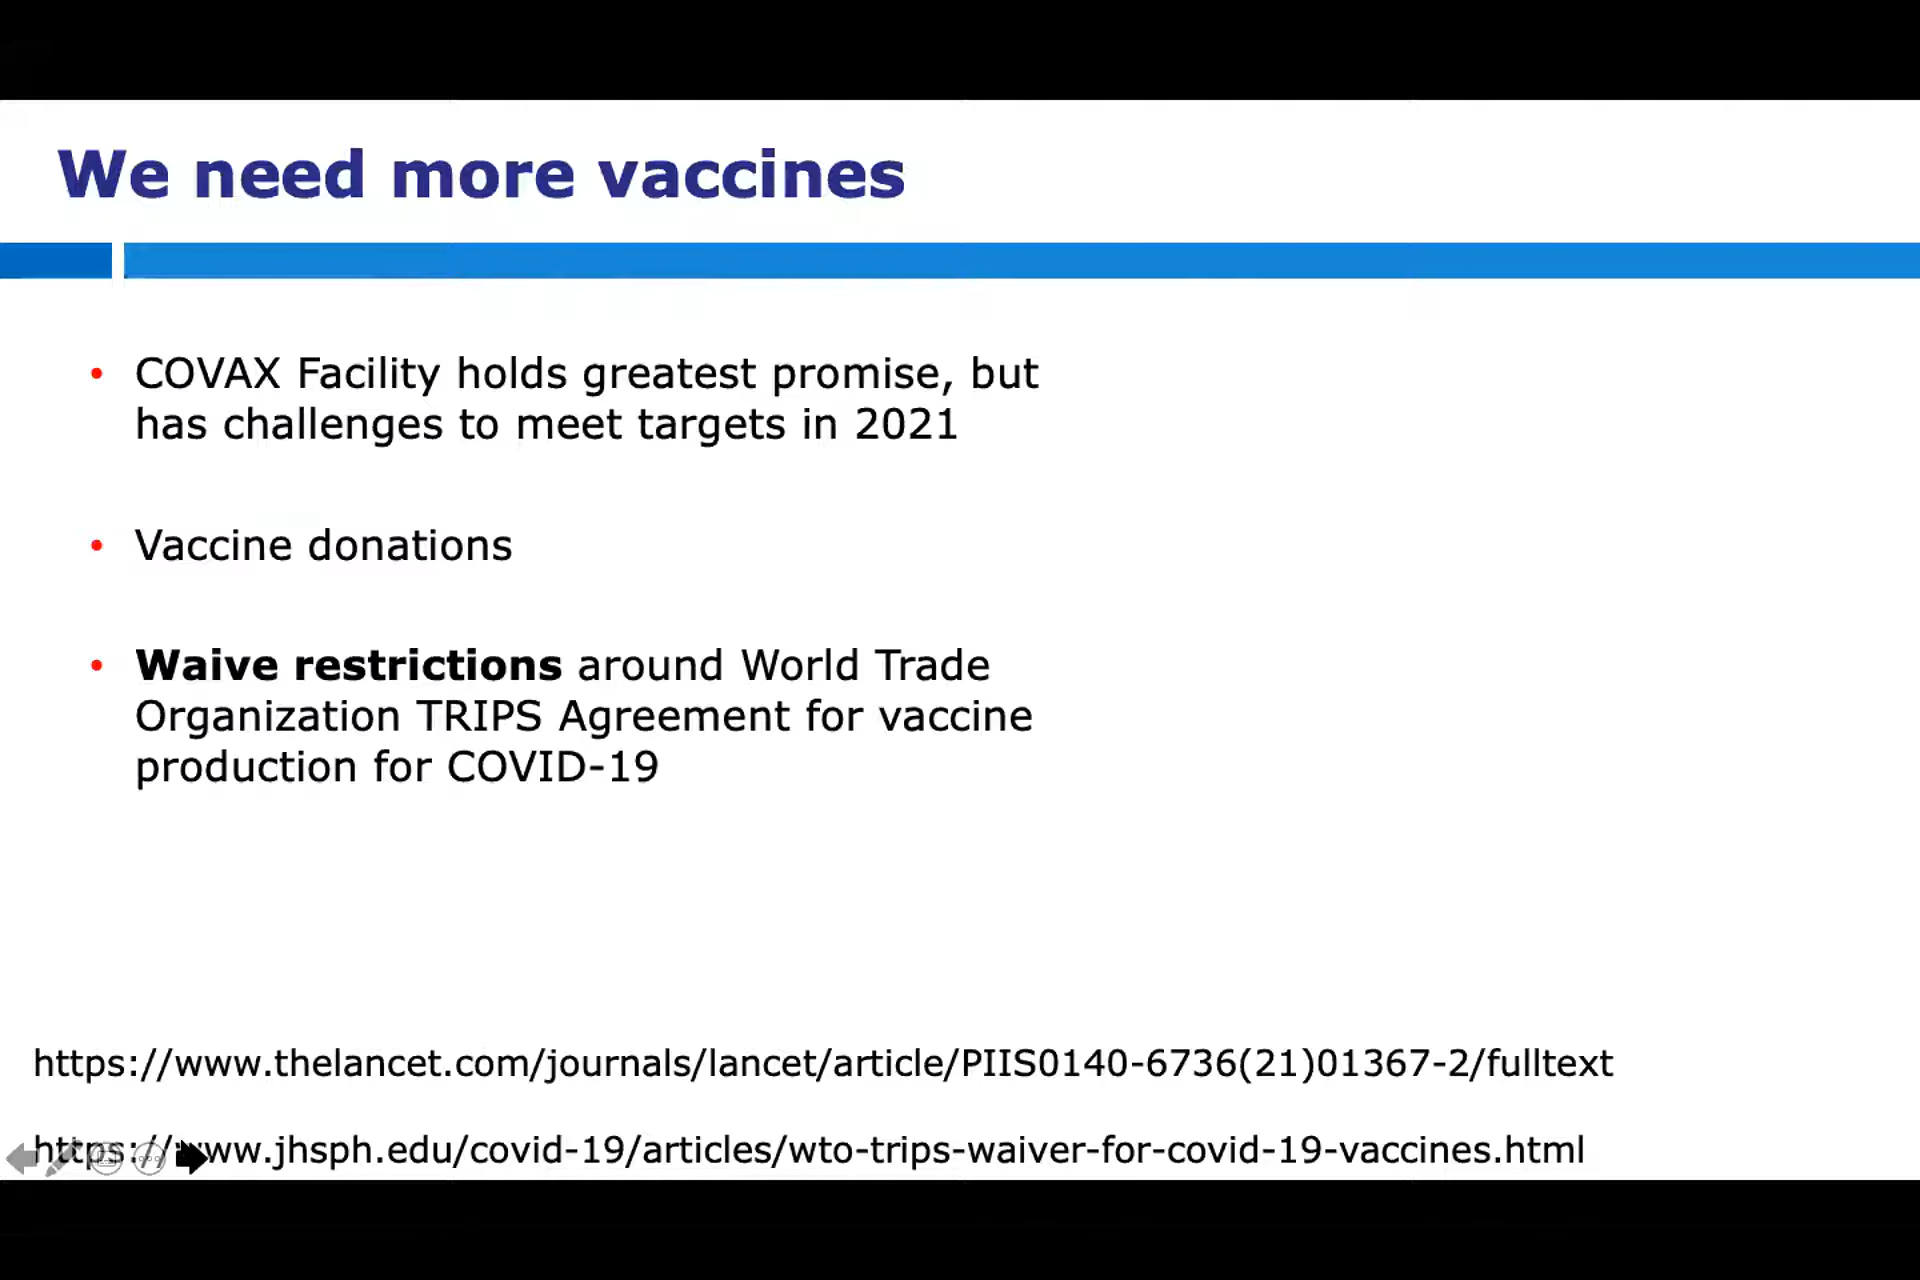 We need more vaccines
• COVAX Facility holds greatest promise, but
has challenges to meet targets in 2021
• Vaccine donations
• Waive restrictions around World Trade
Organization TRIPS Agreement for vaccine
production for COVID-19
https://www.thelancet.com/journals/lancet/article/PIIS0140-6736(21)01367-2/fulltext
https://www.jhsph.edu/covid-19/articles/wto-trips-waiver-for-covid-19-vaccines.html